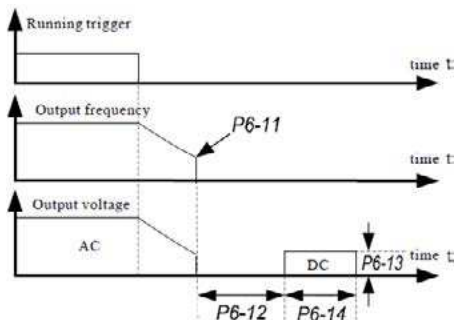 Running trigger
time t
Output frequency
P6-11
time t
Output voltage
AC
DC
P6-13
time t
P6-12
P6-14